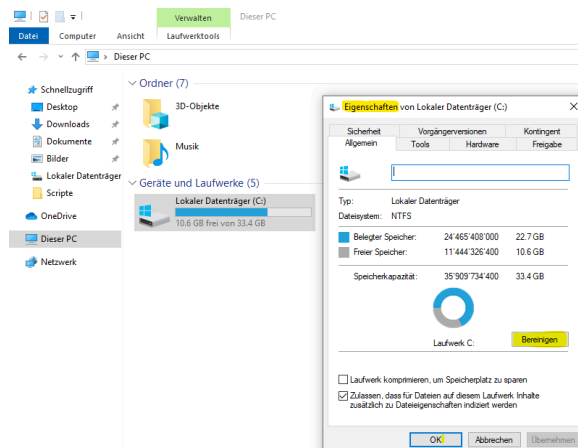 Verwalten
Dieser PC
Datei
Computer
Ansicht
Laufwerktools
Dieser PC
Schnellzugriff
Desktop
Downloads
Dokumente
Bilder
Lokaler Datenträger
Scripte
OneDrive
Dieser PC
Netzwerk
Ordner (7)
3D-Objekte
Musik
Geräte und Laufwerke (5)
Lokaler Datenträger (C:)
10.6 GB frei von 33.4 GB
Eigenschaften von Lokaler Datenträger (C:)
Sicherheit Vorgängerversionen Kontingent
Allgemein Tools Hardware Freigabe
Typ: Lokaler Datenträger
Dateisystem: NTFS
Belegter Speicher: 24'465'408'000 22.7 GB
Freier Speicher: 11'444'326'400 10.6 GB
Speicherkapazität: 35'909'734'400 33.4 GB
Laufwerk C:
Bereinigen
Laufwerk komprimieren, um Speicherplatz zu sparen
Zulassen, dass für Dateien auf diesem Laufwerk Inhalte
zusätzlich zu Dateieigenschaften indiziert werden
OK Abbrechen Übernehmen